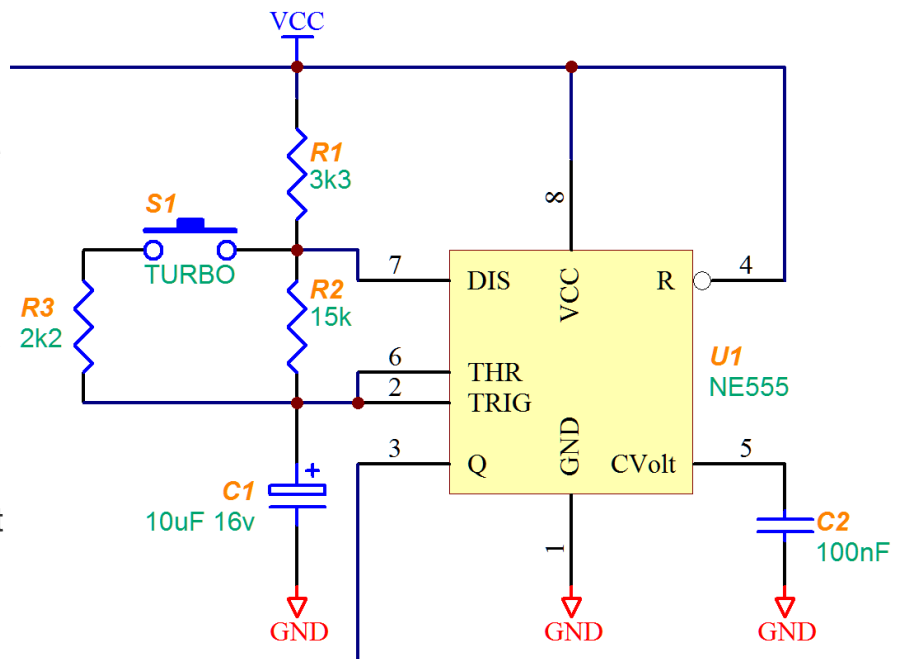 VCC
R1
3k3
S1
TURBO
R2
15k
R3
2k2
7
DIS
8
VCC
R
4
6
THR
2
TRIG
U1
NE555
3
Q
GND
CVolt
5
1
C1
10uF 16v
t
C2
100nF
GND
GND
GND